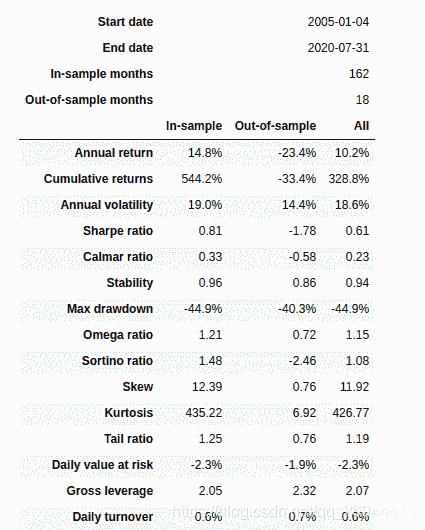 Start date 2005-01-04
End date 2020-07-31
In-sample months 162
Out-of-sample months 18
In-sample Out-of-sample All
Annual return 14.8% -23.4% 10.2%
Cumulative returns 544.2% -33.4% 328.8%
Annual volatility 19.0% 14.4% 18.6%
Sharpe ratio 0.81 -1.78 0.61
Calmar ratio 0.33 -0.58 0.23
Stability 0.96 0.86 0.94
Max drawdown -44.9% -40.3% -44.9%
Omega ratio 1.21 0.72 1.15
Sortino ratio 1.48 -2.46 1.08
Skew 12.39 0.76 11.92
Kurtosis 435.22 6.92 426.77
Tail ratio 1.25 0.76 1.19
Daily value at risk -2.3% -1.9% -2.3%
Gross leverage 2.05 2.32 2.07
Daily turnover 0.6% 0.7% 0.6%